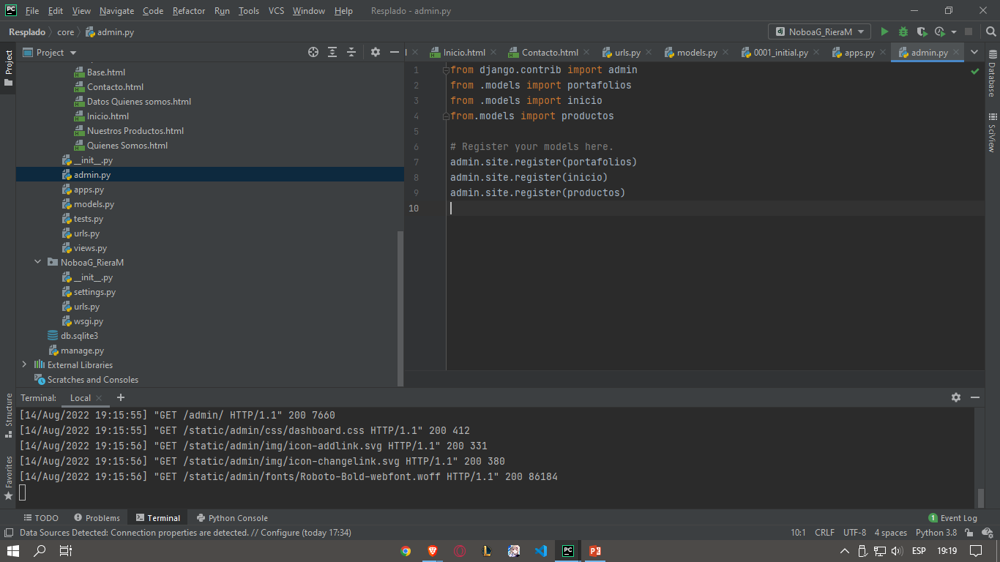 PC File Edit View Navigate Code Refactor Run Tools VCS Window Help Resplado - admin.py
Resplado core admin.py NoboaG_RieraM
Project
Inicio.html Contacto.html urls.py models.py 0001_initial.py apps.py admin.py
Base.html
Contacto.html
Datos Quienes somos.html
Inicio.html
Nuestros Productos.html
Quienes Somos.html
__init__.py
admin.py
apps.py
models.py
tests.py
urls.py
views.py
NoboaG_RieraM
__init__.py
settings.py
urls.py
wsgi.py
db.sqlite3
manage.py
External Libraries
Scratches and Consoles
1 from django.contrib import admin
2 from .models import portafolios
3 from .models import inicio
4 from.models import productos
5
6 # Register your models here.
7 admin.site.register(portafolios)
8 admin.site.register(inicio)
9 admin.site.register(productos)
10
Project
Structure
Favorites
Database
SciView
Terminal: Local
[14/Aug/2022 19:15:55] "GET /admin/ HTTP/1.1" 200 7660
[14/Aug/2022 19:15:55] "GET /static/admin/css/dashboard.css HTTP/1.1" 200 412
[14/Aug/2022 19:15:56] "GET /static/admin/img/icon-addlink.svg HTTP/1.1" 200 331
[14/Aug/2022 19:15:56] "GET /static/admin/img/icon-changelink.svg HTTP/1.1" 200 380
[14/Aug/2022 19:15:56] "GET /static/admin/fonts/Roboto-Bold-webfont.woff HTTP/1.1" 200 86184
TODO Problems Terminal Python Console 1 Event Log
Data Sources Detected: Connection properties are detected. // Configure (today 17:34) 10:1 CRLF UTF-8 4 spaces Python 3.8
PC ESP 19:19